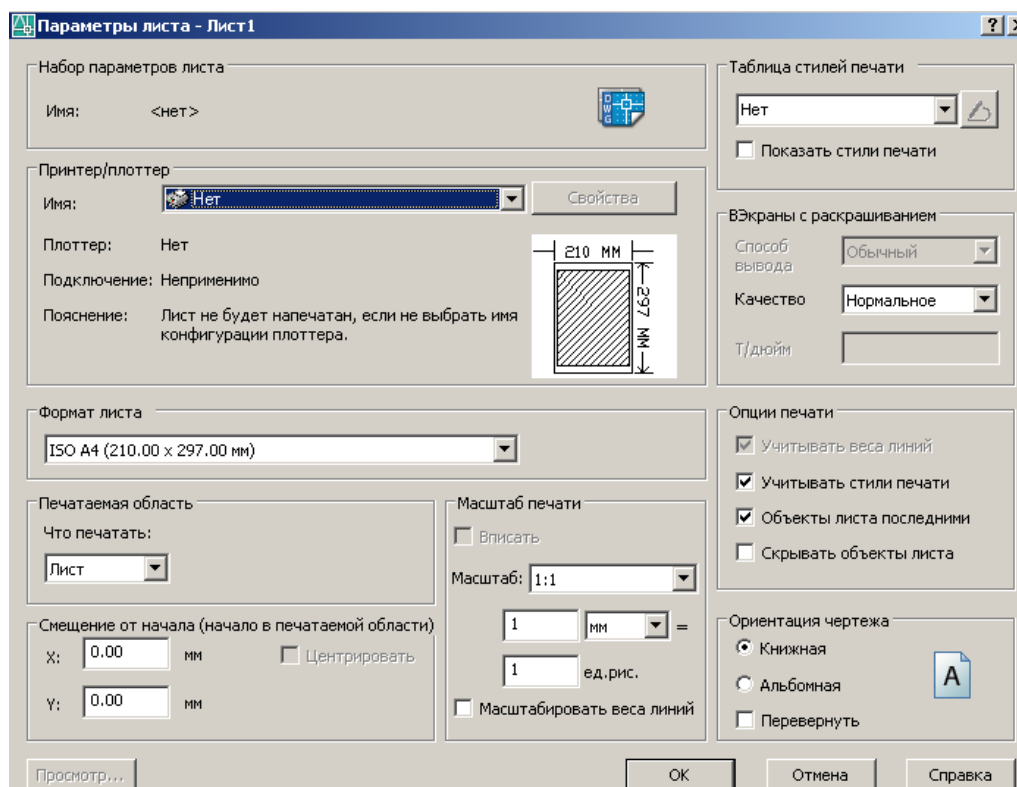 Параметры листа - Лист1
Набор параметров листа
Имя: <нет>
DWG
Таблица стилей печати
Нет
Показать стили печати
Принтер/плоттер
Имя: Нет Свойства
Плоттер: Нет
Подключение: Неприменимо
Пояснение: Лист не будет напечатан, если не выбрать имя
конфигурации плоттера.
210 MM
297 MM
ВЭкраны с раскрашиванием
Способ
вывода
Обычный
Качество Нормальное
Т/дюйм
Формат листа
ISO A4 (210.00 x 297.00 мм)
Опции печати
Учитывать веса линий
Учитывать стили печати
Объекты листа последними
Скрывать объекты листа
Печатаемая область
Что печатать:
Лист
Масштаб печати
Вписать
Масштаб: 1:1
1 мм =
1 ед.рис.
Масштабировать веса линий
Смещение от начала (начало в печатаемой области)
X: 0.00 мм Центрировать
Y: 0.00 мм
Ориентация чертежа
Книжная
Альбомная
Перевернуть
A
Просмотр... OK Отмена Справка